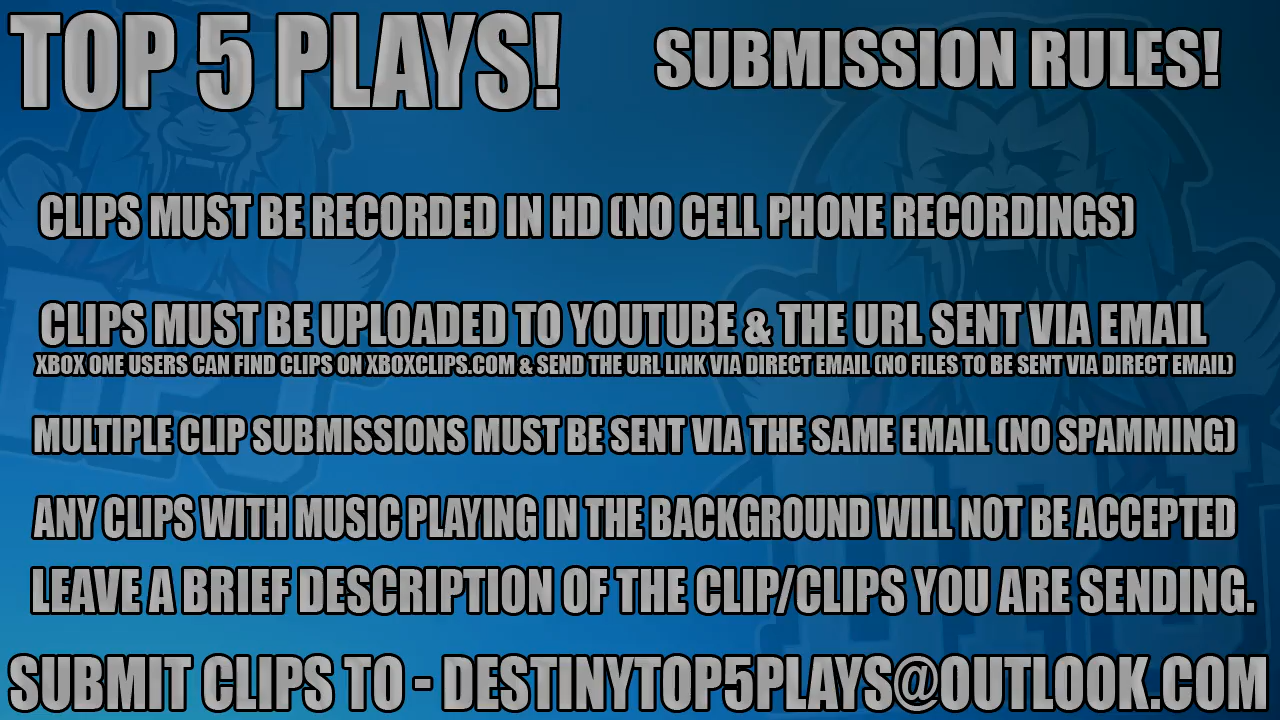 TOP 5 PLAYS!
SUBMISSION RULES!
CLIPS MUST BE RECORDED IN HD (NO CELL PHONE RECORDINGS)
CLIPS MUST BE UPLOADED TO YOUTUBE & THE URL SENT VIA EMAIL
XBOX ONE USERS CAN FIND CLIPS ON XBOXCLIPS.COM & SEND THE URL LINK VIA DIRECT EMAIL (NO FILES TO BE SENT VIA DIRECT EMAIL)
MULTIPLE CLIP SUBMISSIONS MUST BE SENT VIA THE SAME EMAIL (NO SPAMMING)
ANY CLIPS WITH MUSIC PLAYING IN THE BACKGROUND WILL NOT BE ACCEPTED
LEAVE A BRIEF DESCRIPTION OF THE CLIP/CLIPS YOU ARE SENDING.
SUBMIT CLIPS TO - DESTINYTOP5PLAYS@OUTLOOK.COM